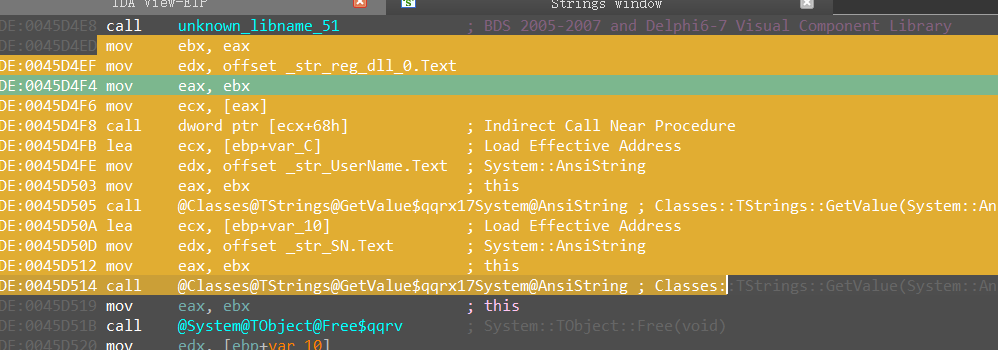 IDA View-EIP Strings window
DE:0045D4E8 call unknown_libname_51 ; BDS 2005-2007 and Delphi6-7 Visual Component Library
DE:0045D4ED mov ebx, eax
DE:0045D4EF mov edx, offset _str_reg_dll_0.Text
DE:0045D4F4 mov eax, ebx
DE:0045D4F6 mov ecx, [eax]
DE:0045D4F8 call dword ptr [ecx+68h] ; Indirect Call Near Procedure
DE:0045D4FB lea ecx, [ebp+var_C] ; Load Effective Address
DE:0045D4FE mov edx, offset _str_UserName.Text ; System::AnsiString
DE:0045D503 mov eax, ebx ; this
DE:0045D505 call @Classes@TStrings@GetValue$qqrx17System@AnsiString ; Classes::TStrings::GetValue(System::An
DE:0045D50A lea ecx, [ebp+var_10] ; Load Effective Address
DE:0045D50D mov edx, offset _str_SN.Text ; System::AnsiString
DE:0045D512 mov eax, ebx ; this
DE:0045D514 call @Classes@TStrings@GetValue$qqrx17System@AnsiString ; Classes::TStrings::GetValue(System::An
DE:0045D519 mov eax, ebx ; this
DE:0045D51B call @System@TObject@Free$qqrv ; System::TObject::Free(void)
DE:0045D520 mov edx, [ebp+var_10]